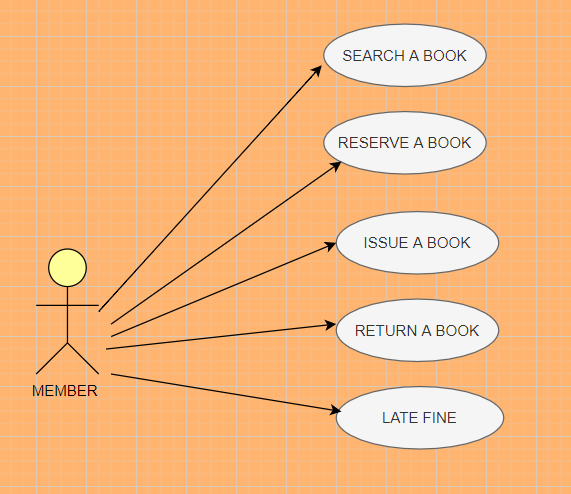 SEARCH A BOOK
RESERVE A BOOK
ISSUE A BOOK
RETURN A BOOK
MEMBER
LATE FINE